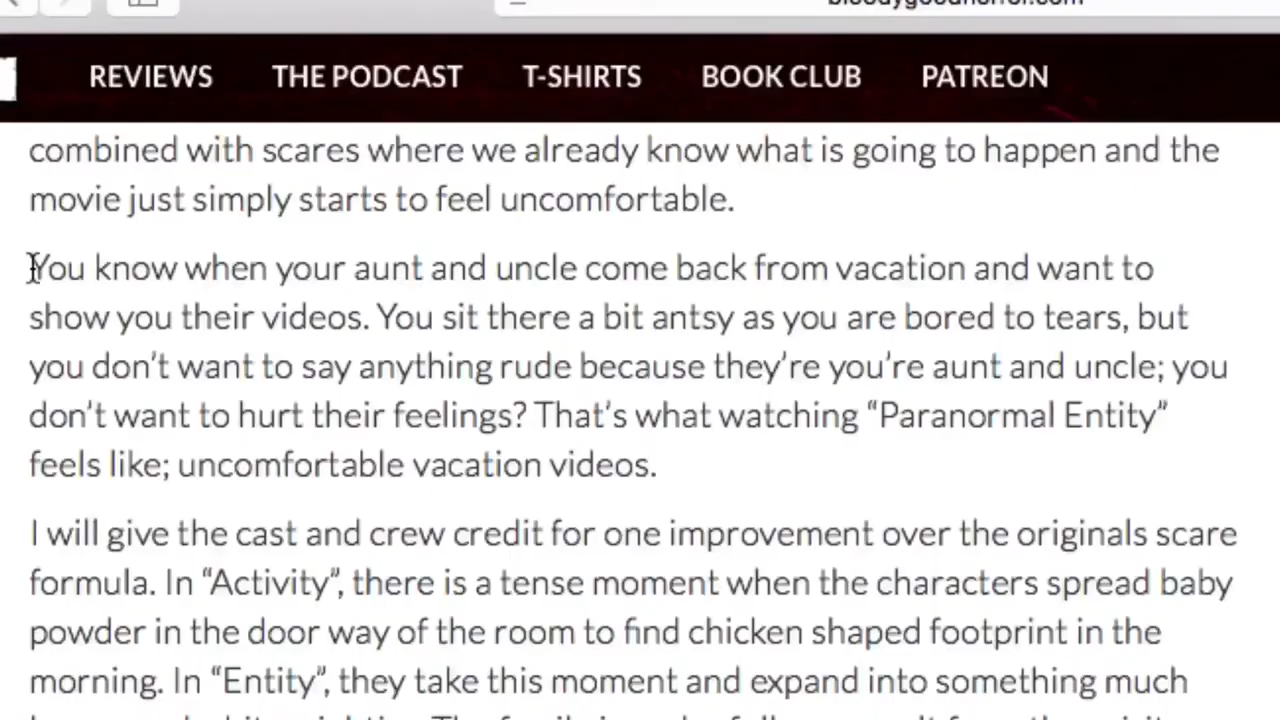 REVIEWS THE PODCAST T-SHIRTS BOOK CLUB PATREON
combined with scares where we already know what is going to happen and the
movie just simply starts to feel uncomfortable.
You know when your aunt and uncle come back from vacation and want to
show you their videos. You sit there a bit antsy as you are bored to tears, but
you don’t want to say anything rude because they’re you’re aunt and uncle; you
don’t want to hurt their feelings? That’s what watching “Paranormal Entity”
feels like; uncomfortable vacation videos.
I will give the cast and crew credit for one improvement over the originals scare
formula. In “Activity”, there is a tense moment when the characters spread baby
powder in the door way of the room to find chicken shaped footprint in the
morning. In “Entity”, they take this moment and expand into something much